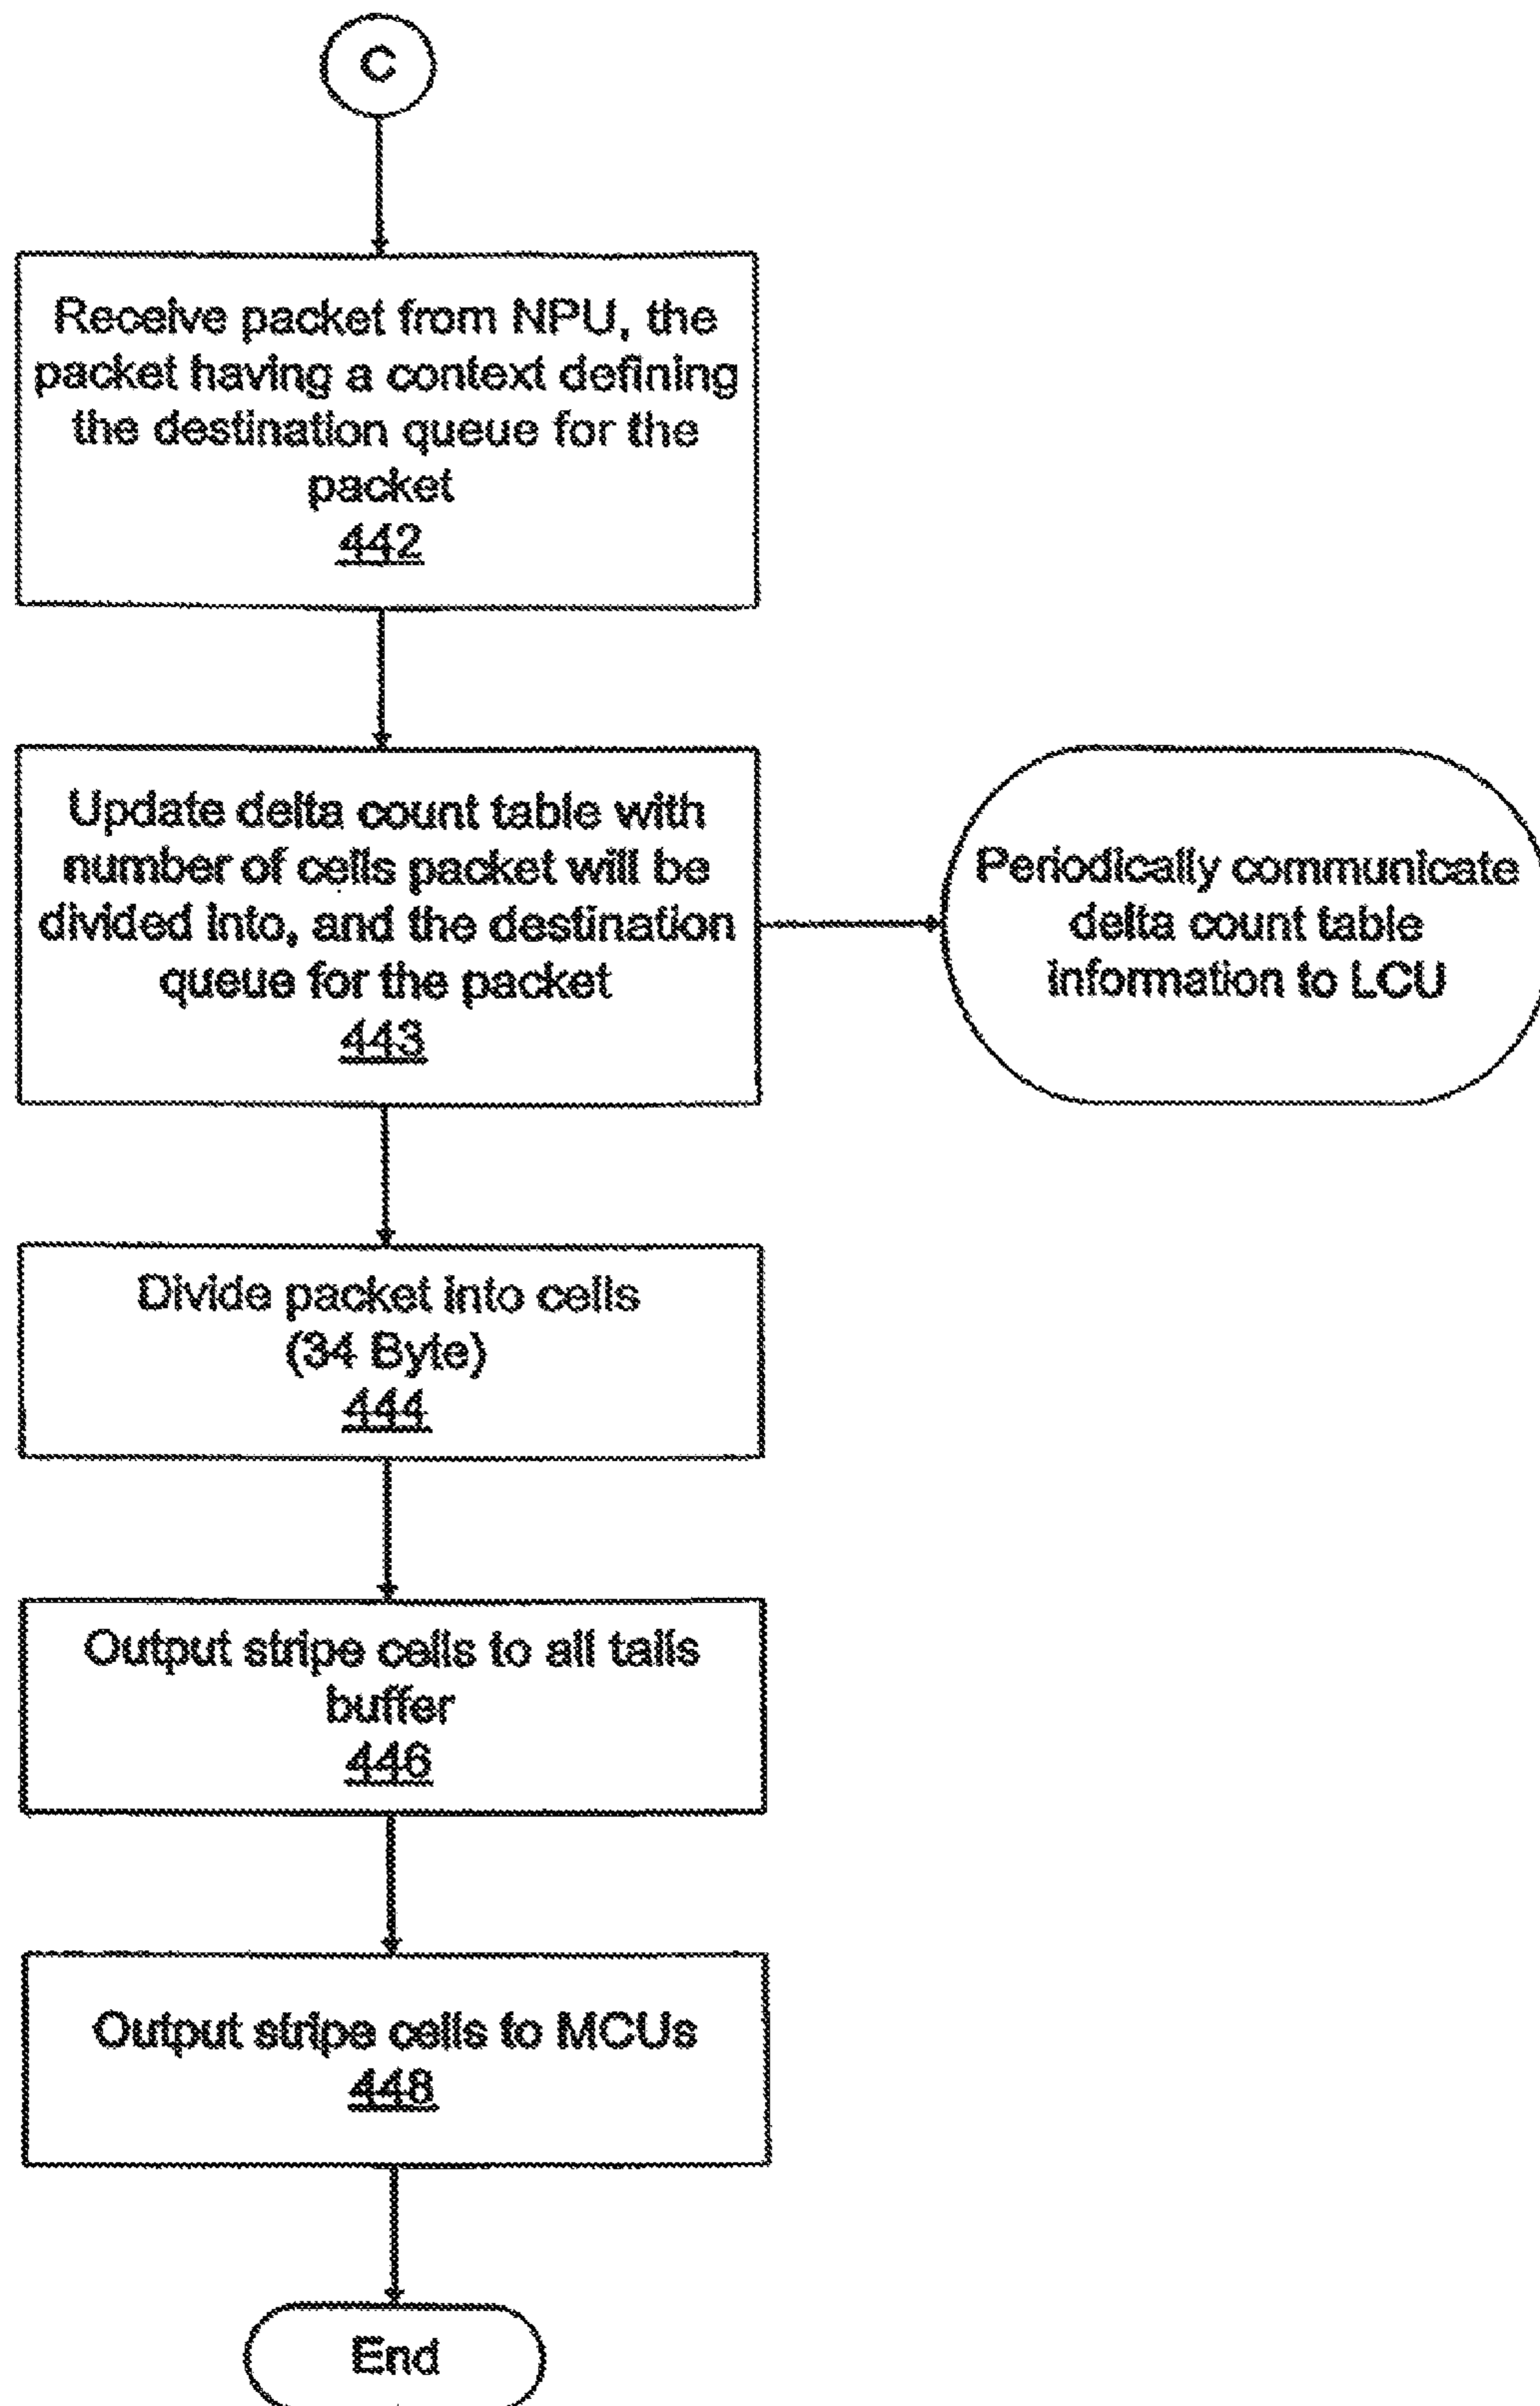 C
Receive packet from NPU, the
packet having a context defining
the destination queue for the
packet
442
Update delta count table with
number of cells packet will be
divided into, and the destination
queue for the packet
443
Periodically communicate
delta count table
information to LCU
Divide packet into cells
(34 Byte)
444
Output stripe cells to all tails
buffer
446
Output stripe cells to MCUs
448
End